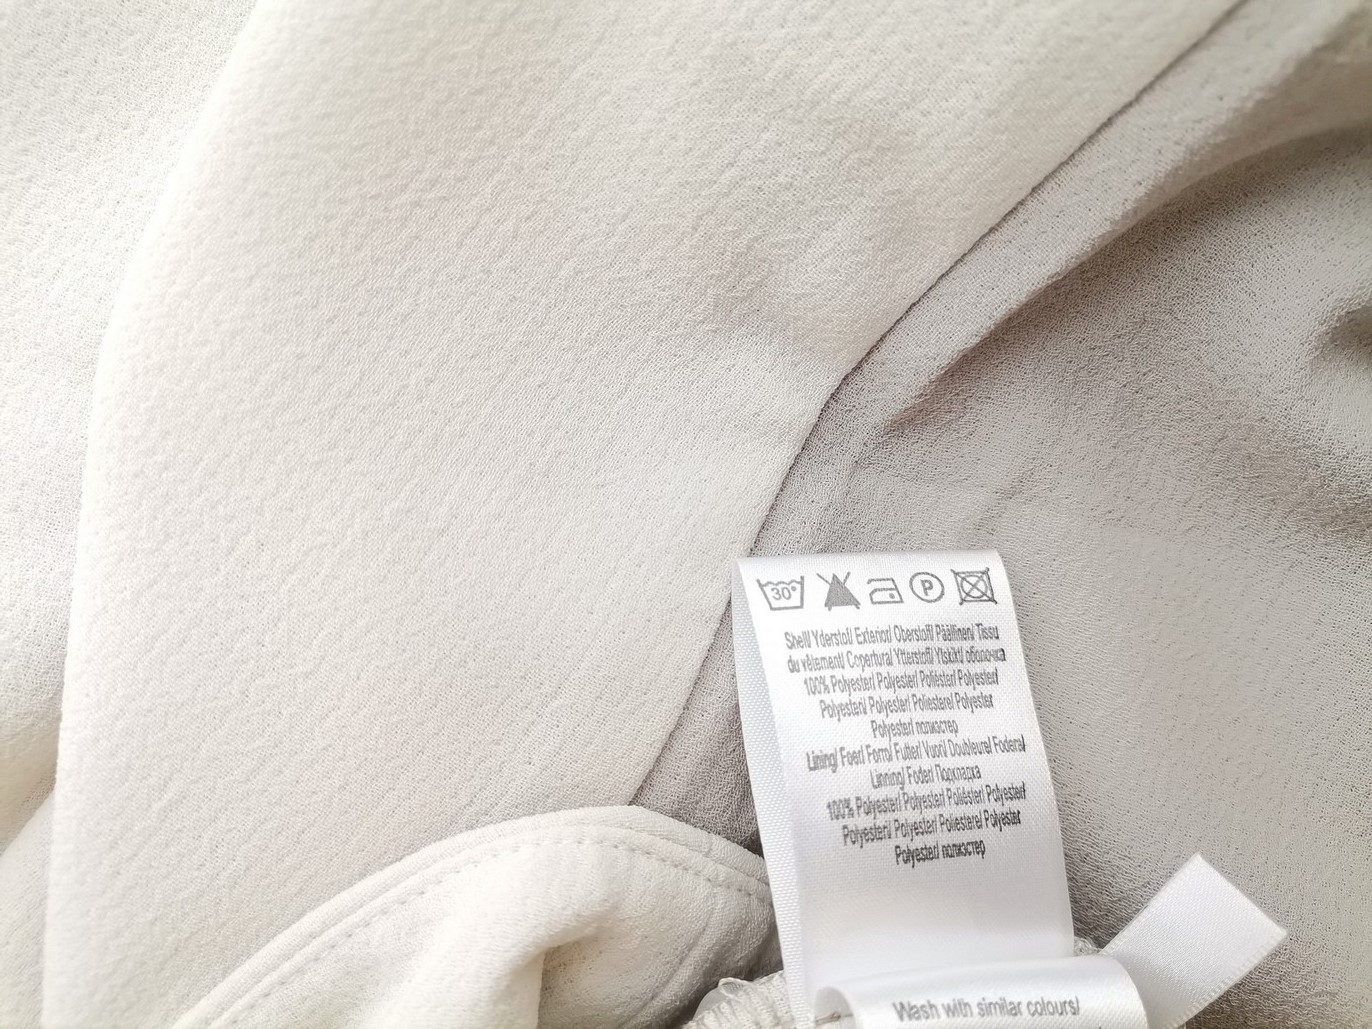 30°
P
Shell/ Yderstof/ Exterior/ Oberstoff/ Päällinen/ Tissu
du vêtement/ Copertura/ Ytterstoff/ Ytskikt/ оболочка
100% Polyester/ Polyester/ Poliéster/ Polyester/
Polyesteri/ Polyester/ Poliestere/ Polyester
Polyester/ полиэстер
Lining/ Foer/ Forro/ Futter/ Vuori/ Doubleure/ Fodera/
Linning/ Foder/ Подкладка
100% Polyester/ Polyester/ Poliéster/ Polyester/
Polyesteri/ Polyester/ Poliestere/ Polyester
Polyester/ полиэстер
Wash with similar colours/